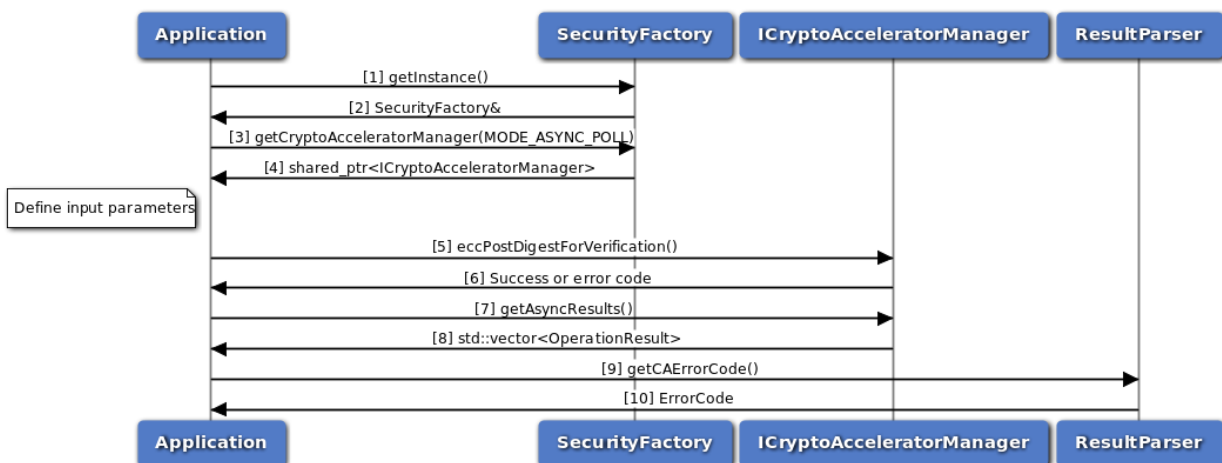 Application
SecurityFactory
ICryptoAcceleratorManager
ResultParser
[1] getInstance()
[2] SecurityFactory&
[3] getCryptoAcceleratorManager(MODE_ASYNC_POLL)
[4] shared_ptr<ICryptoAcceleratorManager>
Define input parameters
[5] eccPostDigestForVerification()
[6] Success or error code
[7] getAsyncResults()
[8] std::vector<OperationResult>
[9] getCAErrorCode()
[10] ErrorCode
Application
SecurityFactory
ICryptoAcceleratorManager
ResultParser